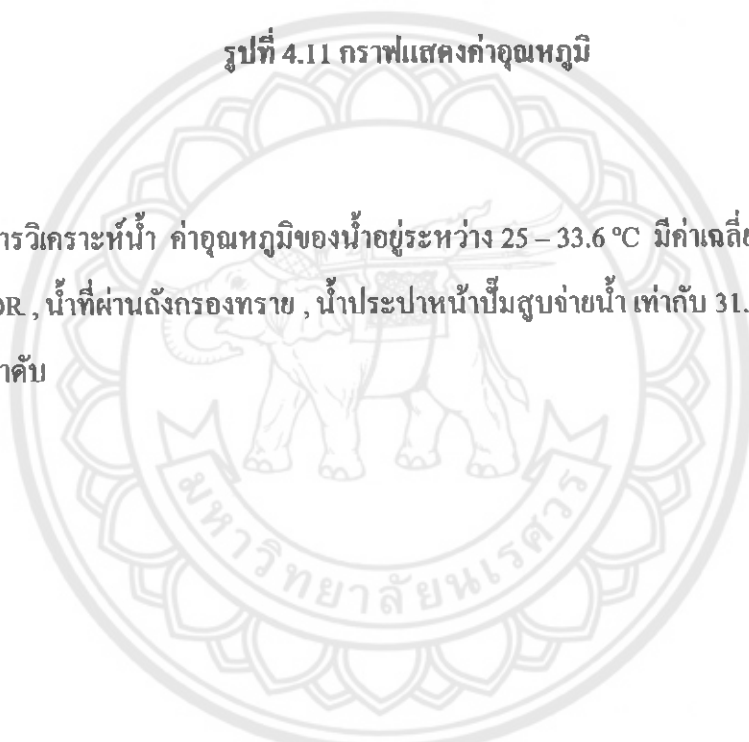 รูปที่ 4.11 กราฟแสดงค่าอุณหภูมิ
ารวิเคราะห์น้ำ ค่าอุณหภูมิของน้ำอยู่ระหว่าง 25 – 33.6 °C มีค่าเฉลี่ย
OR , น้ำที่ผ่านถังกรองทราย , น้ำประปาหน้าปั๊มสูบจ่ายน้ำ เท่ากับ 31.
าดับ
มหาวิทยาลัยนเรศวร